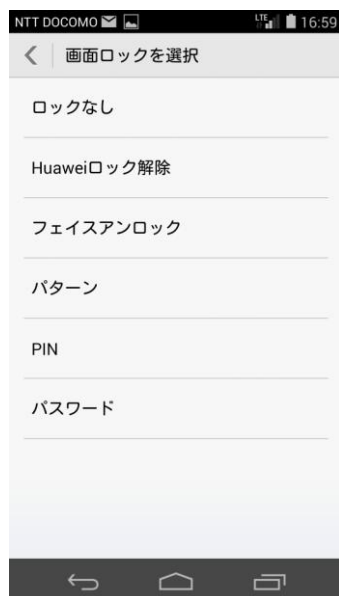 NTT DOCOMO LTE 16:59
画面ロックを選択
ロックなし
Huaweiロック解除
フェイスアンロック
パターン
PIN
パスワード